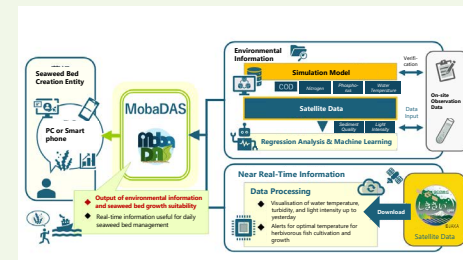 Seaweed Bed
Creation Entity
PC or Smart
phone
MobaDAS
Environmental
Information
Simulation Model
COD
Nitrogen
Phospho-
rus
Water
Temperature
Satellite Data
Sediment
Quality
Light
Intensity
Regression Analysis & Machine Learning
Verifi-
cation
Data
Input
On-site
Observation
Data
Output of environmental information
and seaweed bed growth suitability
Real-time information useful for daily
seaweed bed management
Near Real-Time Information
Data Processing
Visualisation of water temperature,
turbidity, and light intensity up to
yesterday
Alerts for optimal temperature for
herbivorous fish cultivation and
growth
Download
©JAXA
Satellite Data